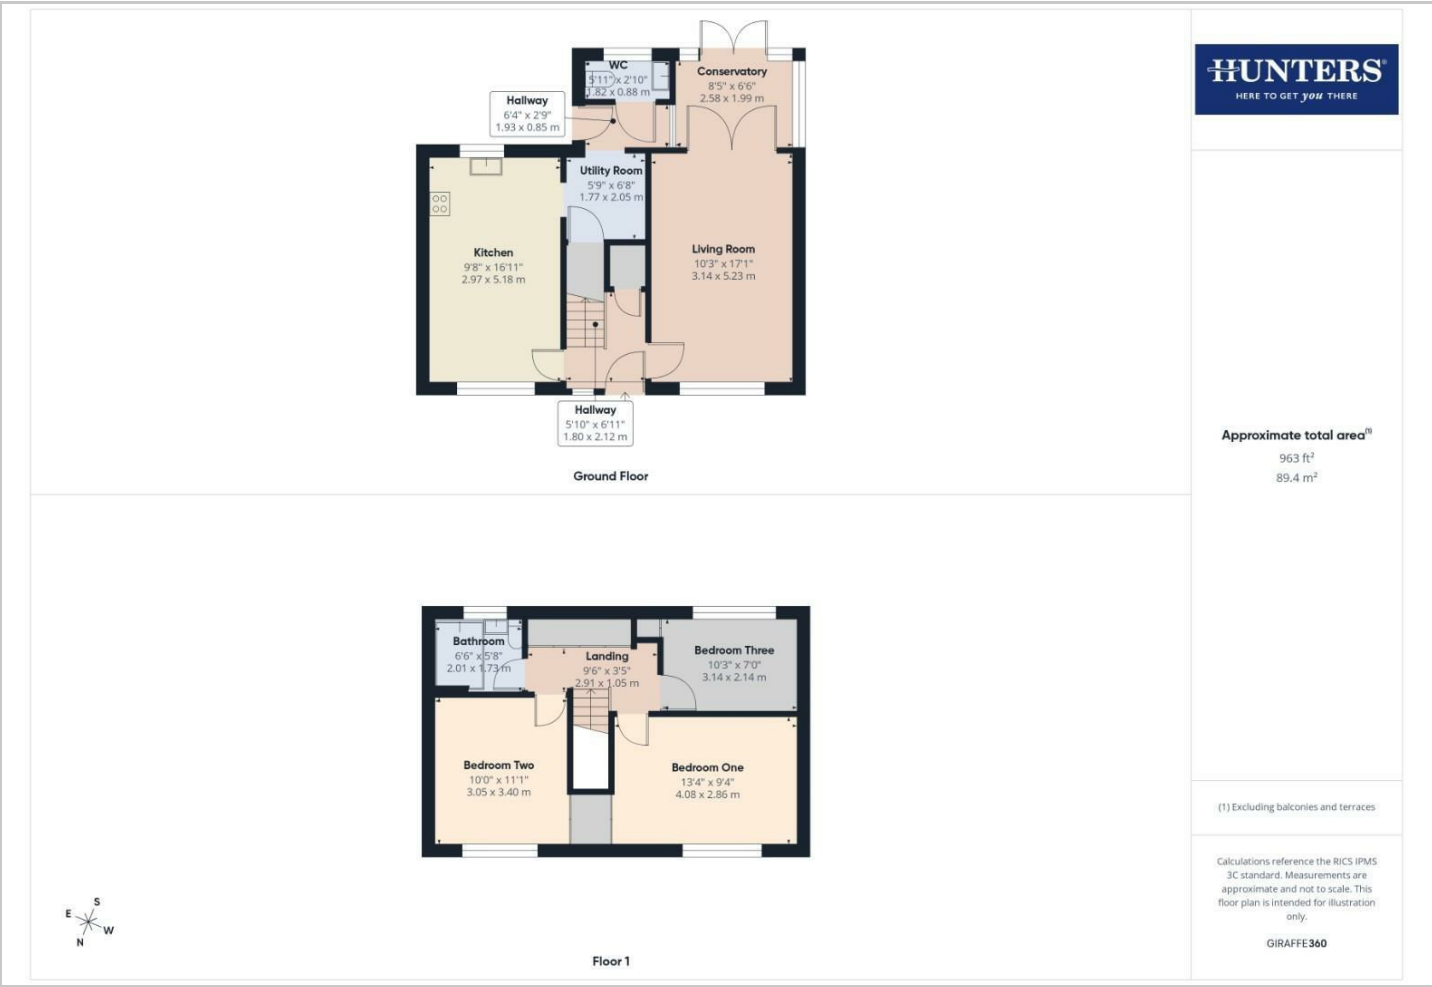 WC
5'11" x 2'10"
1.82 x 0.88 m
Conservatory
8'5" x 6'6"
2.58 x 1.99 m
Hallway
6'4" x 2'9"
1.93 x 0.85 m
Utility Room
5'9" x 6'8"
1.77 x 2.05 m
Kitchen
9'8" x 16'11"
2.97 x 5.18 m
Living Room
10'3" x 17'1"
3.14 x 5.23 m
Hallway
5'10" x 6'11"
1.80 x 2.12 m
Ground Floor
Bathroom
6'6" x 5'8"
2.01 x 1.73 m
Landing
9'6" x 3'5"
2.91 x 1.05 m
Bedroom Three
10'3" x 7'0"
3.14 x 2.14 m
Bedroom Two
10'0" x 11'1"
3.05 x 3.40 m
Bedroom One
13'4" x 9'4"
4.08 x 2.86 m
S
E
W
N
Floor 1
HUNTERS®
HERE TO GET you THERE
Approximate total area(1)
963 ft²
89.4 m²
(1) Excluding balconies and terraces
Calculations reference the RICS IPMS
3C standard. Measurements are
approximate and not to scale. This
floor plan is intended for illustration
only.
GIRAFFE360